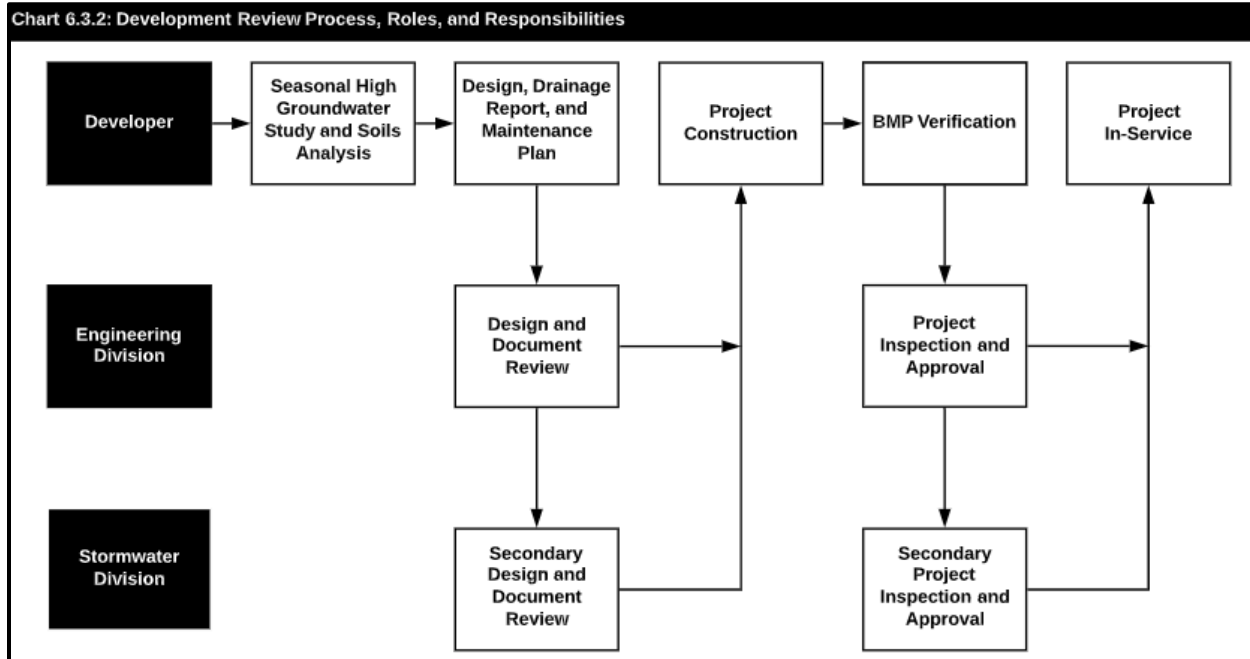 Chart 6.3.2: Development Review Process, Roles, and Responsibilities
Developer
Seasonal High
Groundwater
Study and Soils
Analysis
Design, Drainage
Report, and
Maintenance
Plan
Project
Construction
BMP Verification
Project
In-Service
Engineering
Division
Design and
Document
Review
Project
Inspection and
Approval
Stormwater
Division
Secondary
Design and
Document
Review
Secondary
Project
Inspection and
Approval